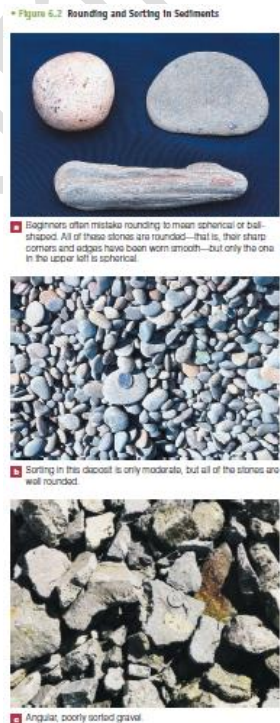 • Figure 6.2 Rounding and Sorting in Sediments
a Beginners often mistake rounding to mean spherical or ball-
shaped. All of these stones are rounded—that is, their sharp
corners and edges have been worn smooth—but only the one
in the upper left is spherical.
b Sorting in this deposit is only moderate, but all of the stones are
well rounded.
c Angular, poorly sorted gravel.